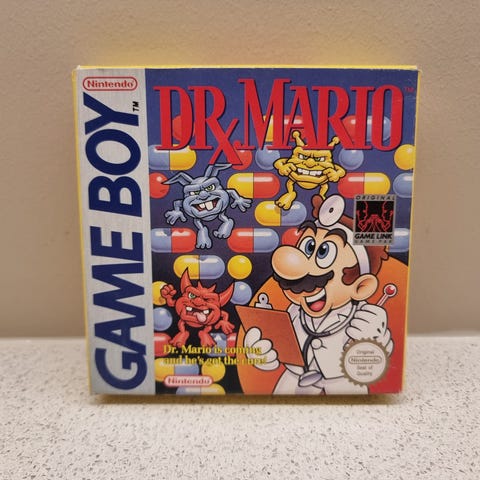 Nintendo
GAME BOY
TM
DR. MARIO
TM
ORIGINAL
GAME LINK
GAME PAK
Dr. Mario is coming
and he's got the cure!
Nintendo
Original
Nintendo
Seal of
Quality